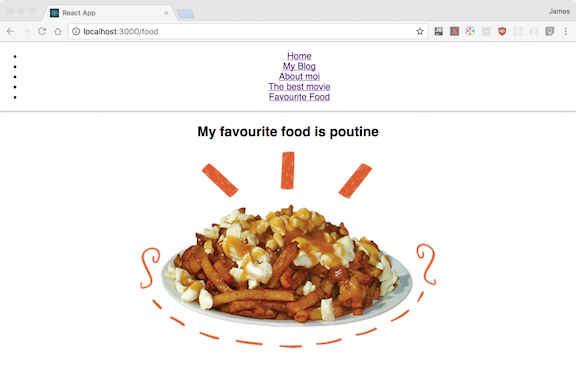 React App
James
localhost:3000/food
Home
My Blog
About moi
The best movie
Favourite Food
My favourite food is poutine